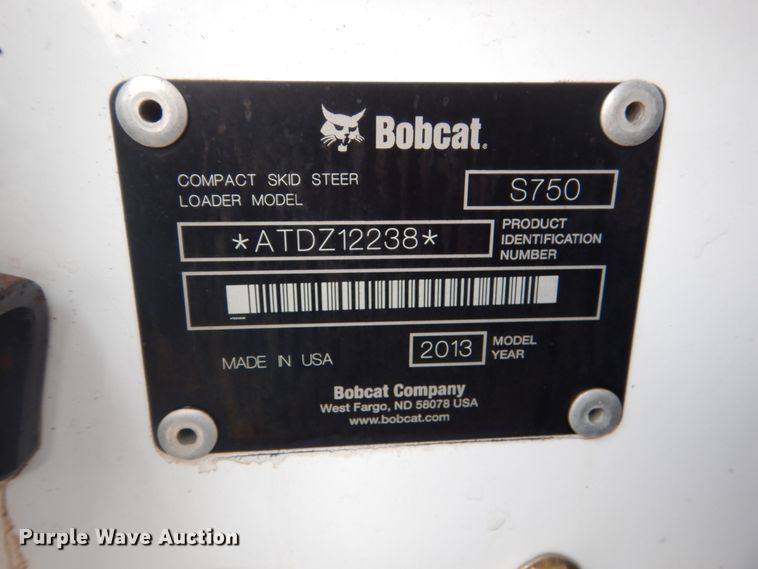 Bobcat®
COMPACT SKID STEER
LOADER MODEL
S750
*ATDZ12238*
PRODUCT
IDENTIFICATION
NUMBER
MADE IN USA
2013
MODEL
YEAR
Bobcat Company
West Fargo, ND 58078 USA
www.bobcat.com
Purple Wave Auction